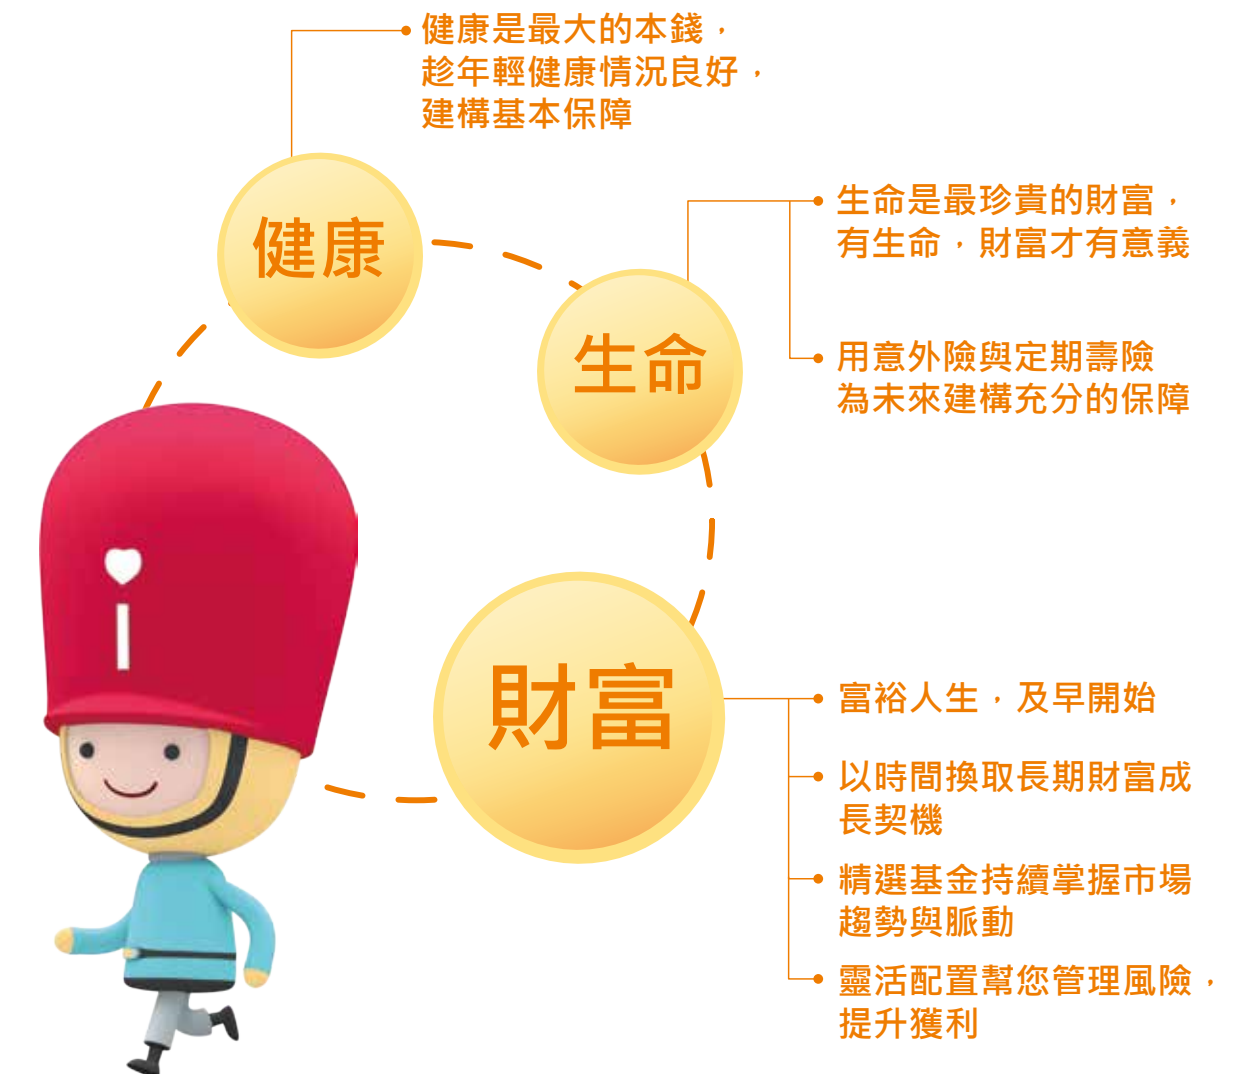 健康是最大的本錢，
趁年輕健康情況良好，
建構基本保障
健康
生命是最珍貴的財富，
有生命，財富才有意義
生命
用意外險與定期壽險
為未來建構充分的保障
財富
富裕人生，及早開始
以時間換取長期財富成
長契機
精選基金持續掌握市場
趨勢與脈動
靈活配置幫您管理風險，
提升獲利